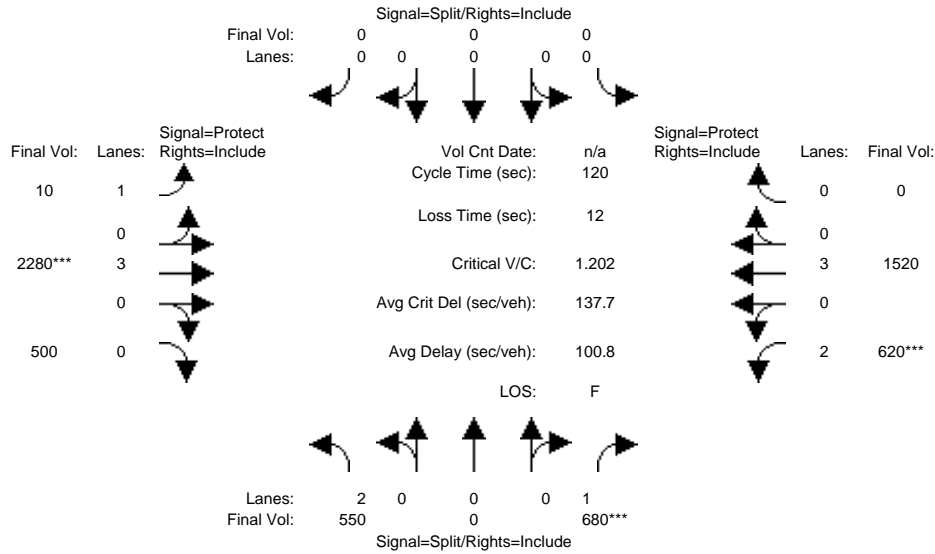 Signal=Split/Rights=Include
Final Vol: 0 0 0
Lanes: 0 0 0 0 0
Signal=Protect Signal=Protect
Final Vol: Lanes: Rights=Include Vol Cnt Date: n/a Rights=Include Lanes: Final Vol:
Cycle Time (sec): 120
10 1 0 0
Loss Time (sec): 12
0 0
2280*** 3 Critical V/C: 1.202 3 1520
0 Avg Crit Del (sec/veh): 137.7 0
500 0 Avg Delay (sec/veh): 100.8 2 620***
LOS: F
Lanes: 2 0 0 0 1
Final Vol: 550 0 680***
Signal=Split/Rights=Include